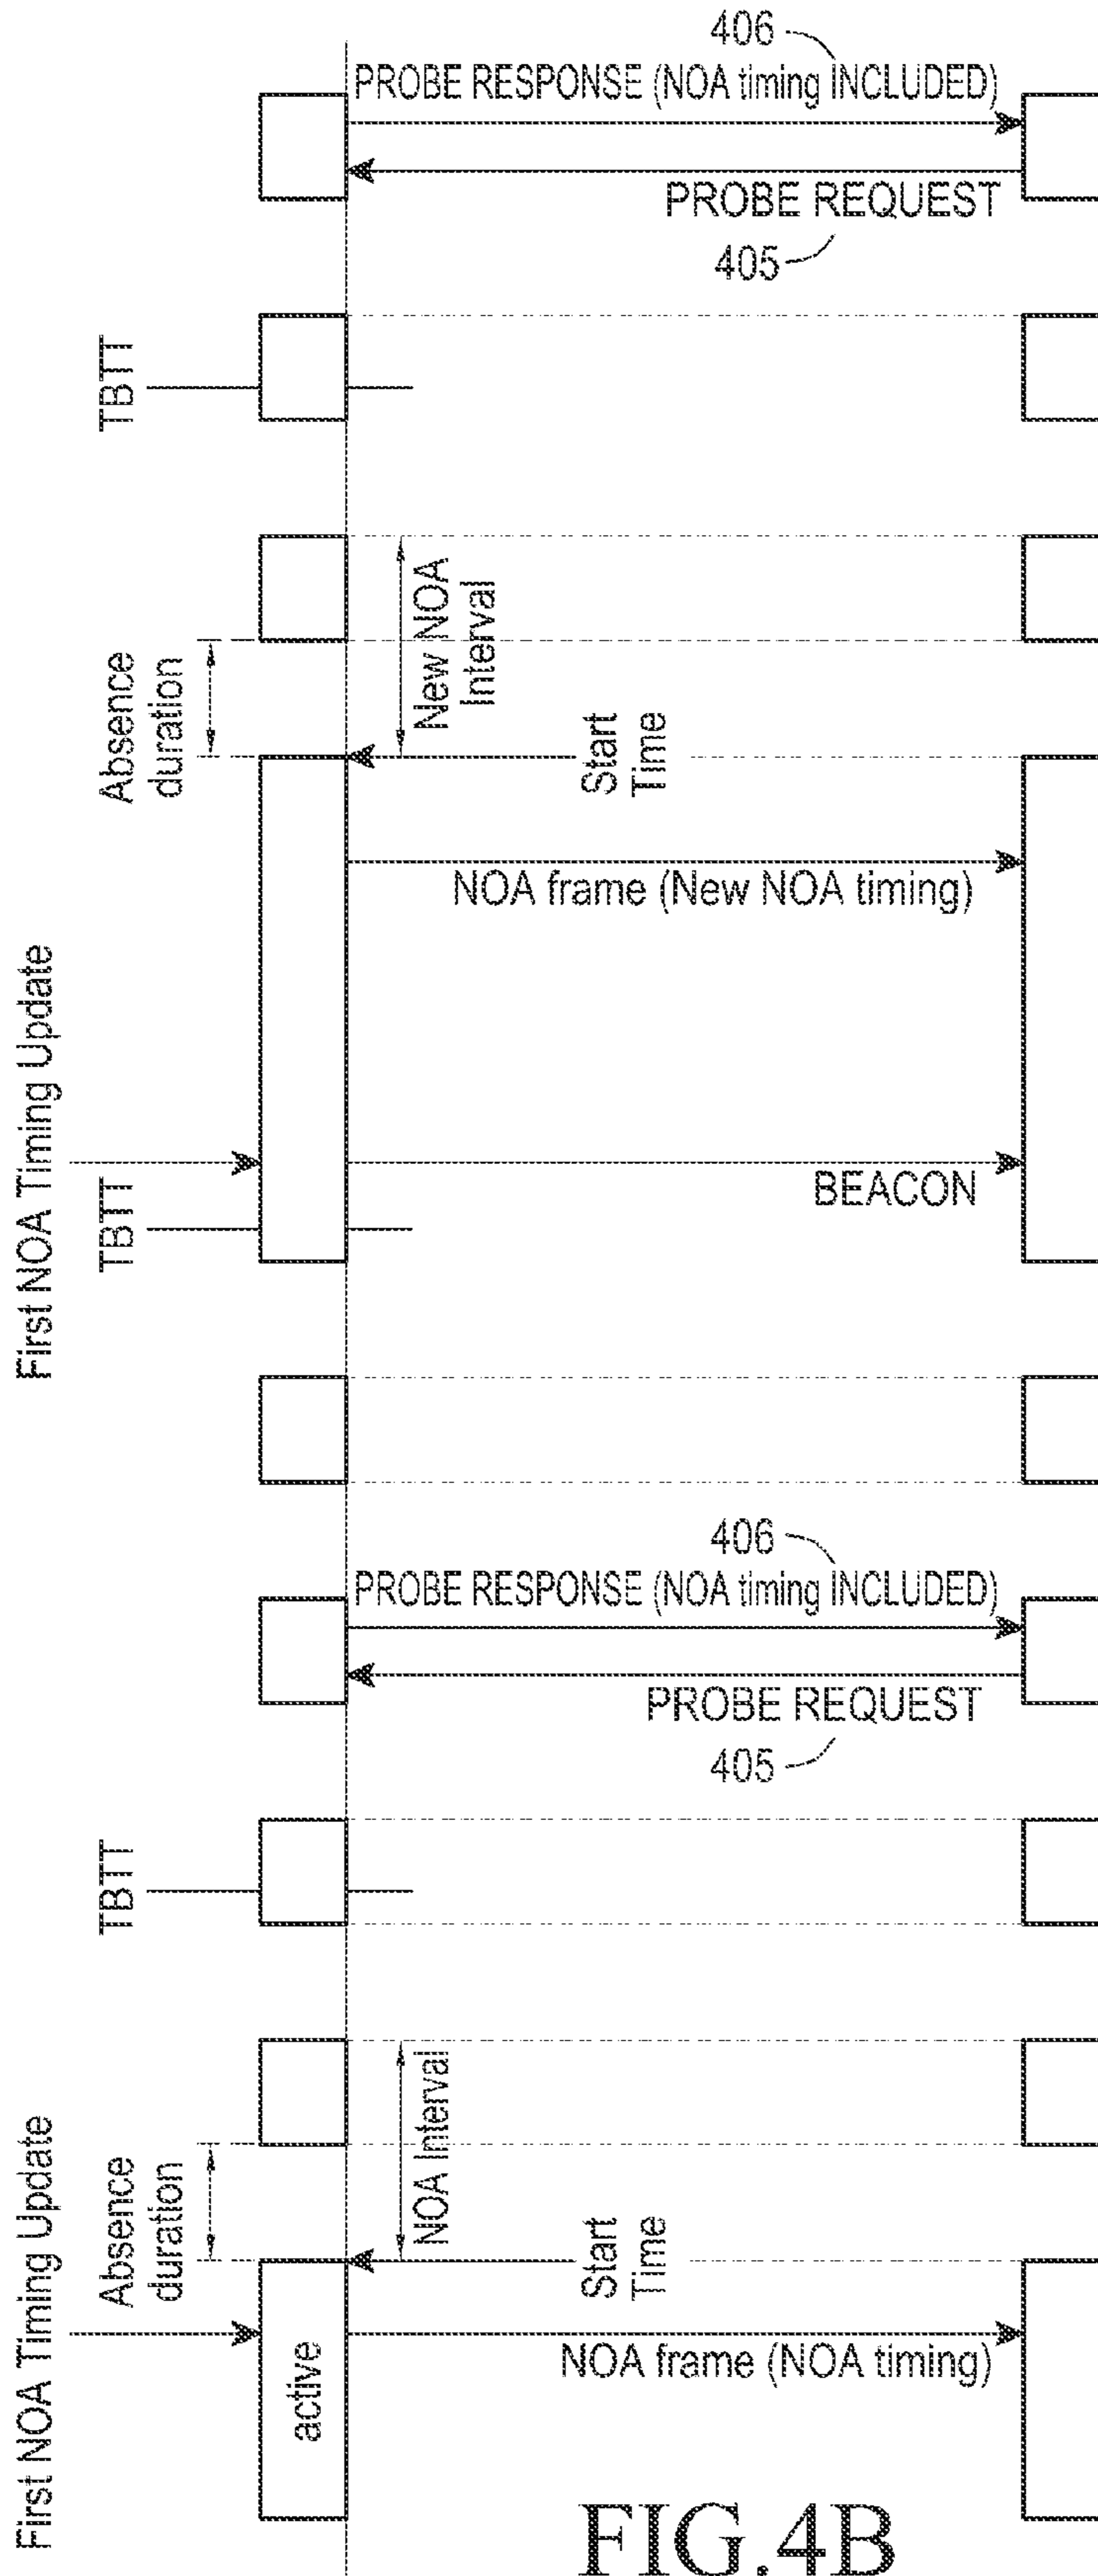 406
PROBE RESPONSE (NOA timing INCLUDED)
PROBE REQUEST
405
TBTT
Absence
duration
New NOA
Interval
Start
Time
NOA frame (New NOA timing)
First NOA Timing Update
TBTT
BEACON
406
PROBE RESPONSE (NOA timing INCLUDED)
PROBE REQUEST
405
TBTT
NOA Interval
First NOA Timing Update
Absence
duration
Start
Time
active
NOA frame (NOA timing)
FIG.4B